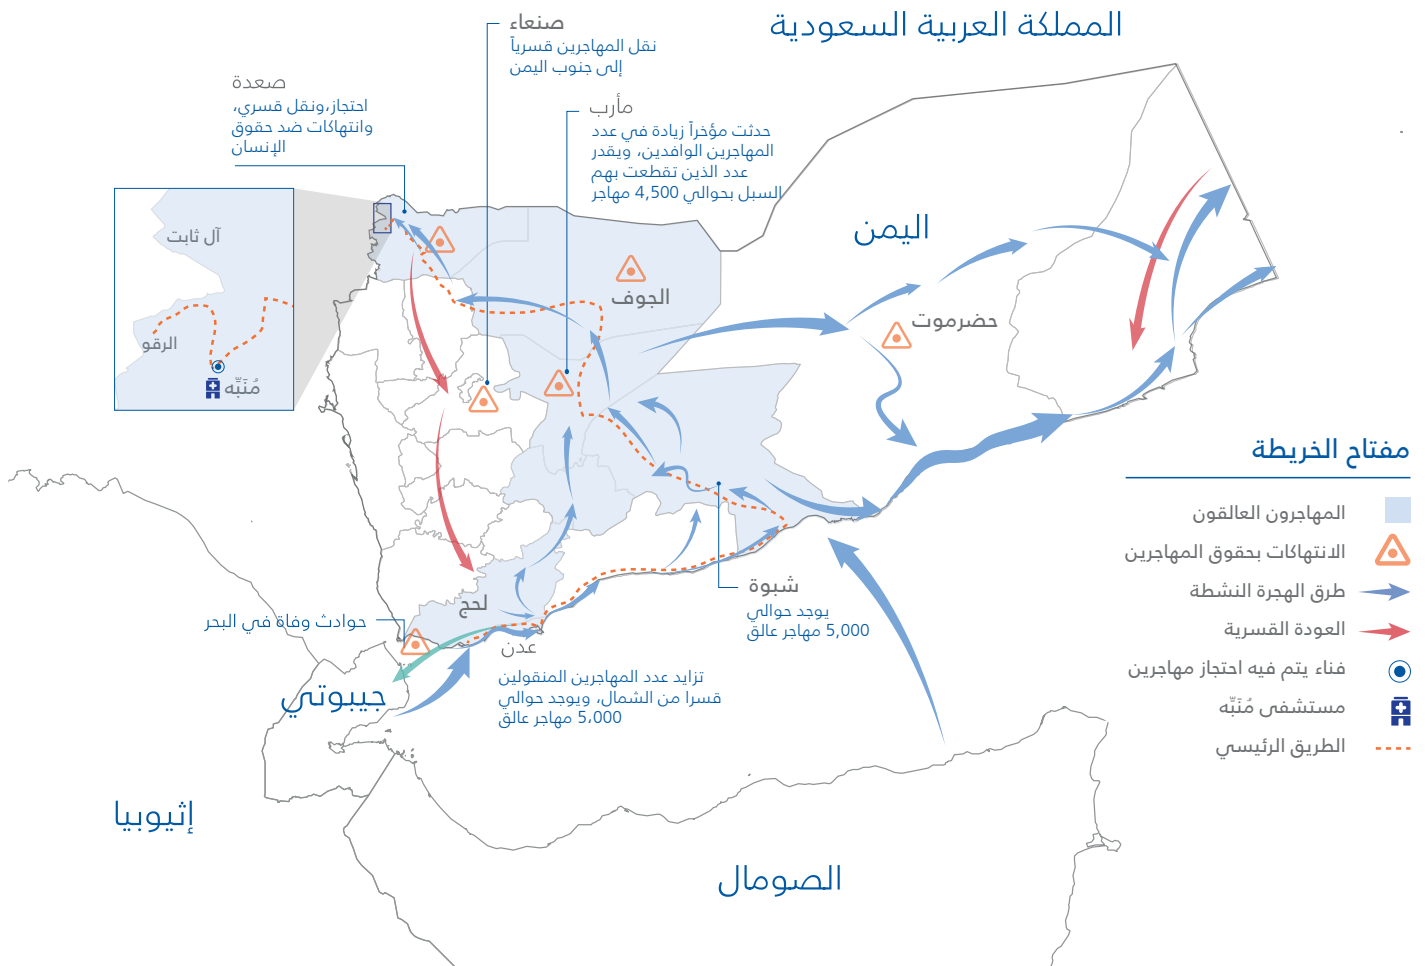 المملكة العربية السعودية
صنعاء
نقل المهاجرين قسرياً
إلى جنوب اليمن
صعدة
احتجاز،ونقل قسري،
وانتهاكات ضد حقوق
الإنسان
مأرب
حدثت مؤخراً زيادة في عدد
المهاجرين الوافدين، ويقدر
عدد الذين تقطعت بهم
السبل بحوالي 4,500 مهاجر
آل ثابت
الرقو
مُنَبِّه
اليمن
الجوف
حضرموت
شبوة
يوجد حوالي
5,000 مهاجر عالق
لحج
حوادث وفاة في البحر
عدن
تزايد عدد المهاجرين المنقولين
قسرا من الشمال، ويوجد حوالي
5،000 مهاجر عالق
جيبوتي
إثيوبيا
الصومال
مفتاح الخريطة
المهاجرون العالقون
الانتهاكات بحقوق المهاجرين
طرق الهجرة النشطة
العودة القسرية
فناء يتم فيه احتجاز مهاجرين
مستشفى مُنَبِّه
الطريق الرئيسي